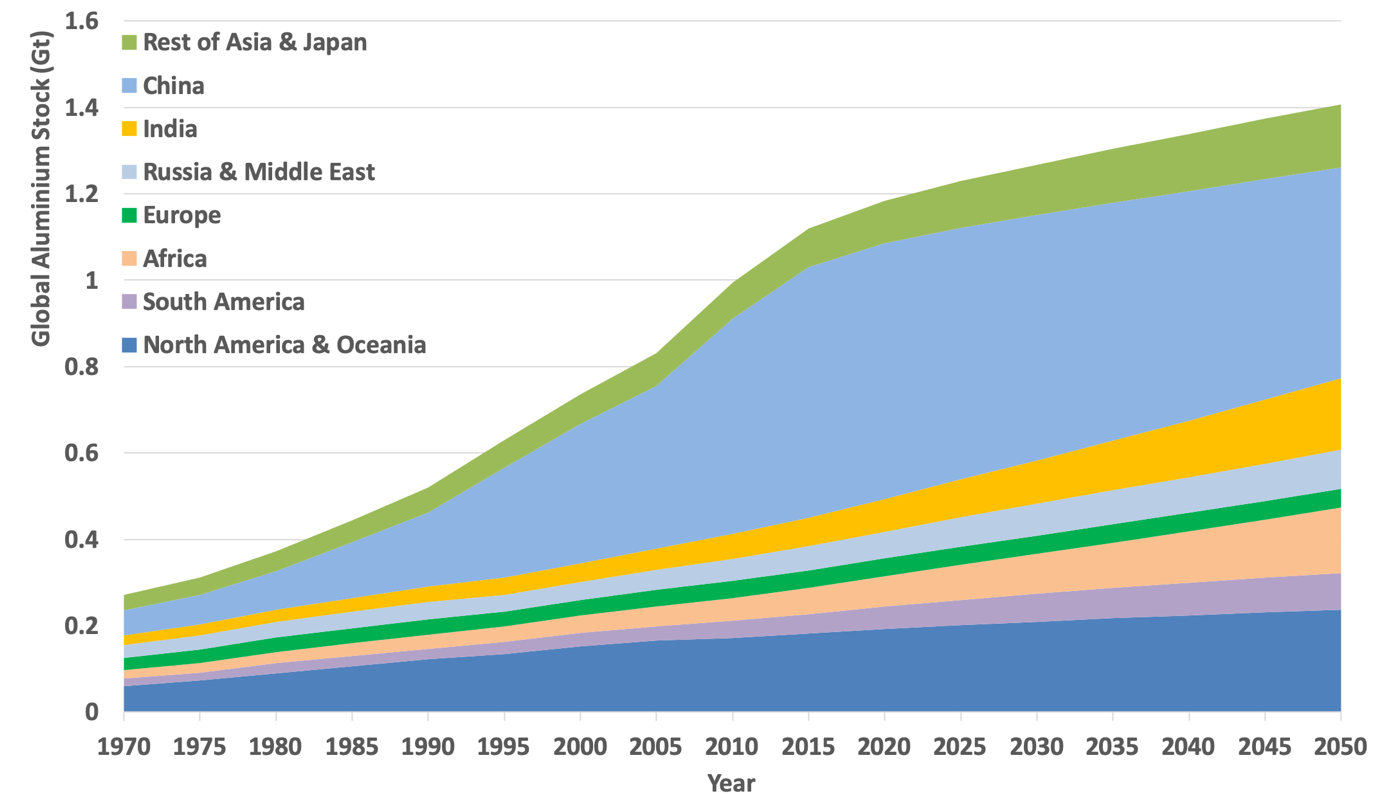 Global Aluminium Stock (Gt)
1.6
1.4
1.2
1
0.8
0.6
0.4
0.2
0
Rest of Asia & Japan
China
India
Russia & Middle East
Europe
Africa
South America
North America & Oceania
1970 1975 1980 1985 1990 1995 2000 2005 2010 2015 2020 2025 2030 2035 2040 2045 2050
Year